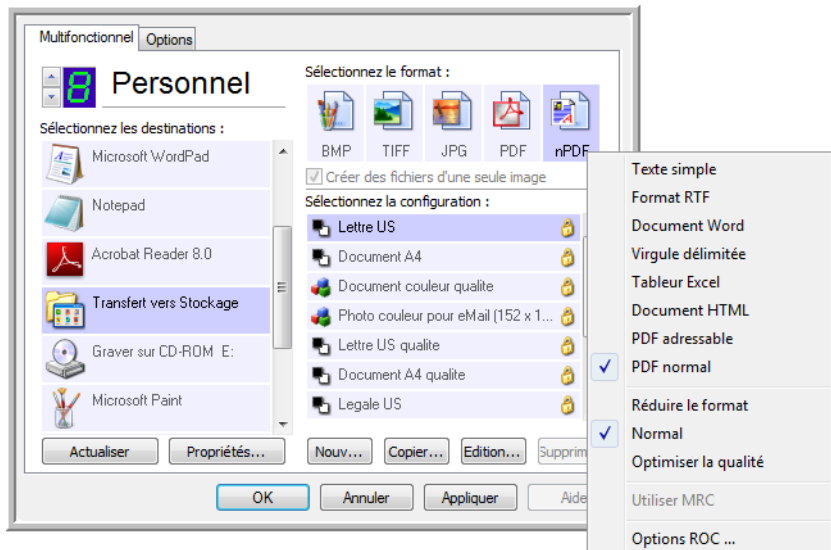 Multifonctionnel Options
8 Personnel
Sélectionnez les destinations :
Microsoft WordPad
Notepad
Acrobat Reader 8.0
Transfert vers Stockage
Graver sur CD-ROM E:
Microsoft Paint
Actualiser Propriétés...
Sélectionnez le format :
BMP TIFF JPG PDF nPDF
Créer des fichiers d'une seule image
Sélectionnez la configuration :
Lettre US
Document A4
Document couleur qualite
Photo couleur pour eMail (152 x 1...
Lettre US qualite
Document A4 qualite
Legale US
Nouv... Copier... Edition... Supprim
OK Annuler Appliquer Aide
Texte simple
Format RTF
Document Word
Virgule délimitée
Tableur Excel
Document HTML
PDF adressable
PDF normal
Réduire le format
Normal
Optimiser la qualité
Utiliser MRC
Options ROC ...